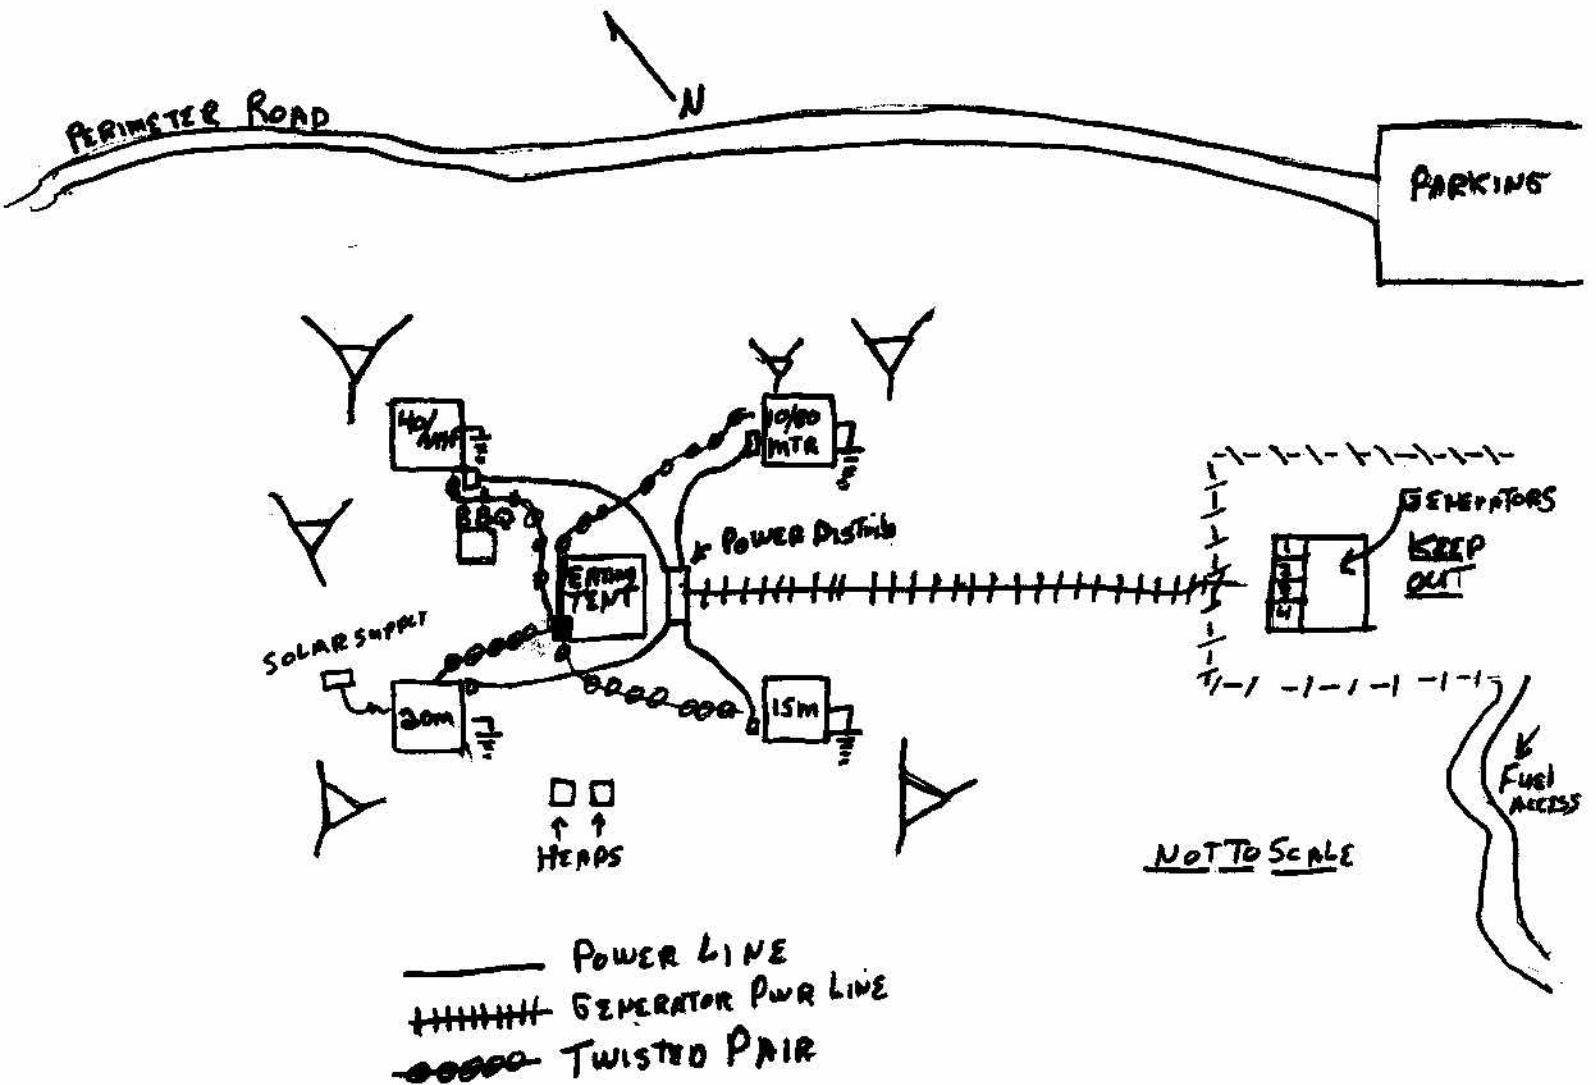 N
PERIMETER ROAD
PARKING
40/
10/80
MTR
GENERATORS
KEEP
OUT
1
2
3
4
BBQ
POWER DISTRIB
EATING
TENT
SOLAR SUPPLY
20m
15m
FUEL
ACCESS
HEADS
NOT TO SCALE
POWER LINE
GENERATOR PWR LINE
TWISTED PAIR